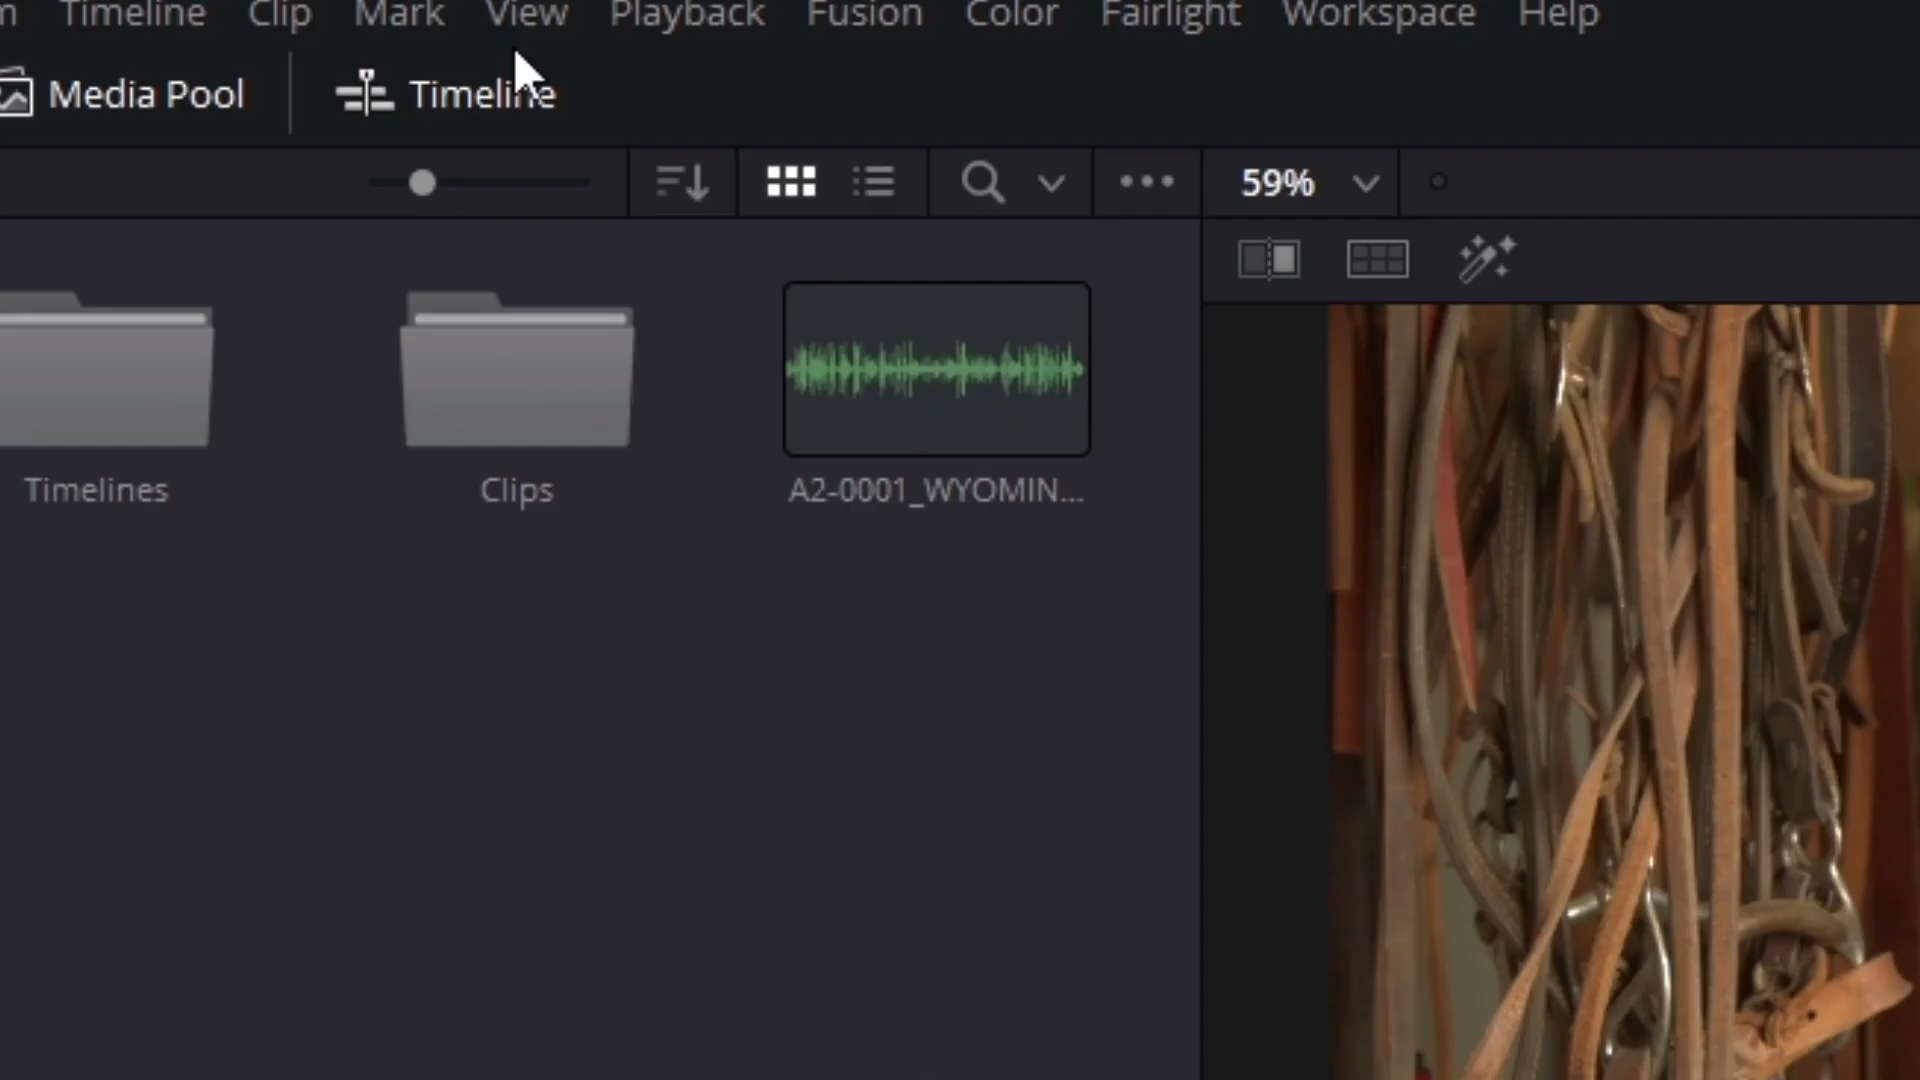 Timeline Clip Mark View Playback Fusion Color Fairlight Workspace Help
Media Pool Timeline
59%
Timelines Clips A2-0001_WYOMIN...